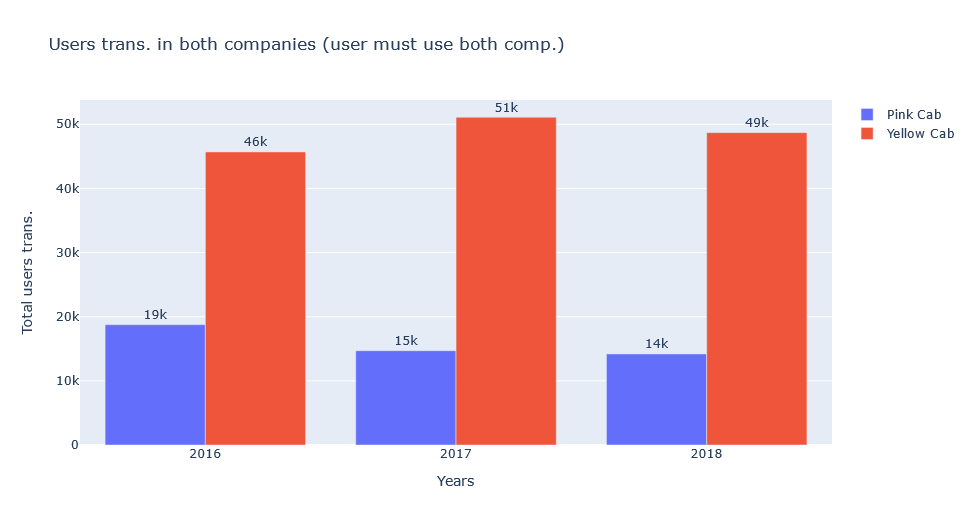 Users trans. in both companies (user must use both comp.)
Pink Cab
Yellow Cab
Total users trans.
50k
40k
30k
20k
10k
0
19k
46k
15k
51k
14k
49k
2016
2017
2018
Years